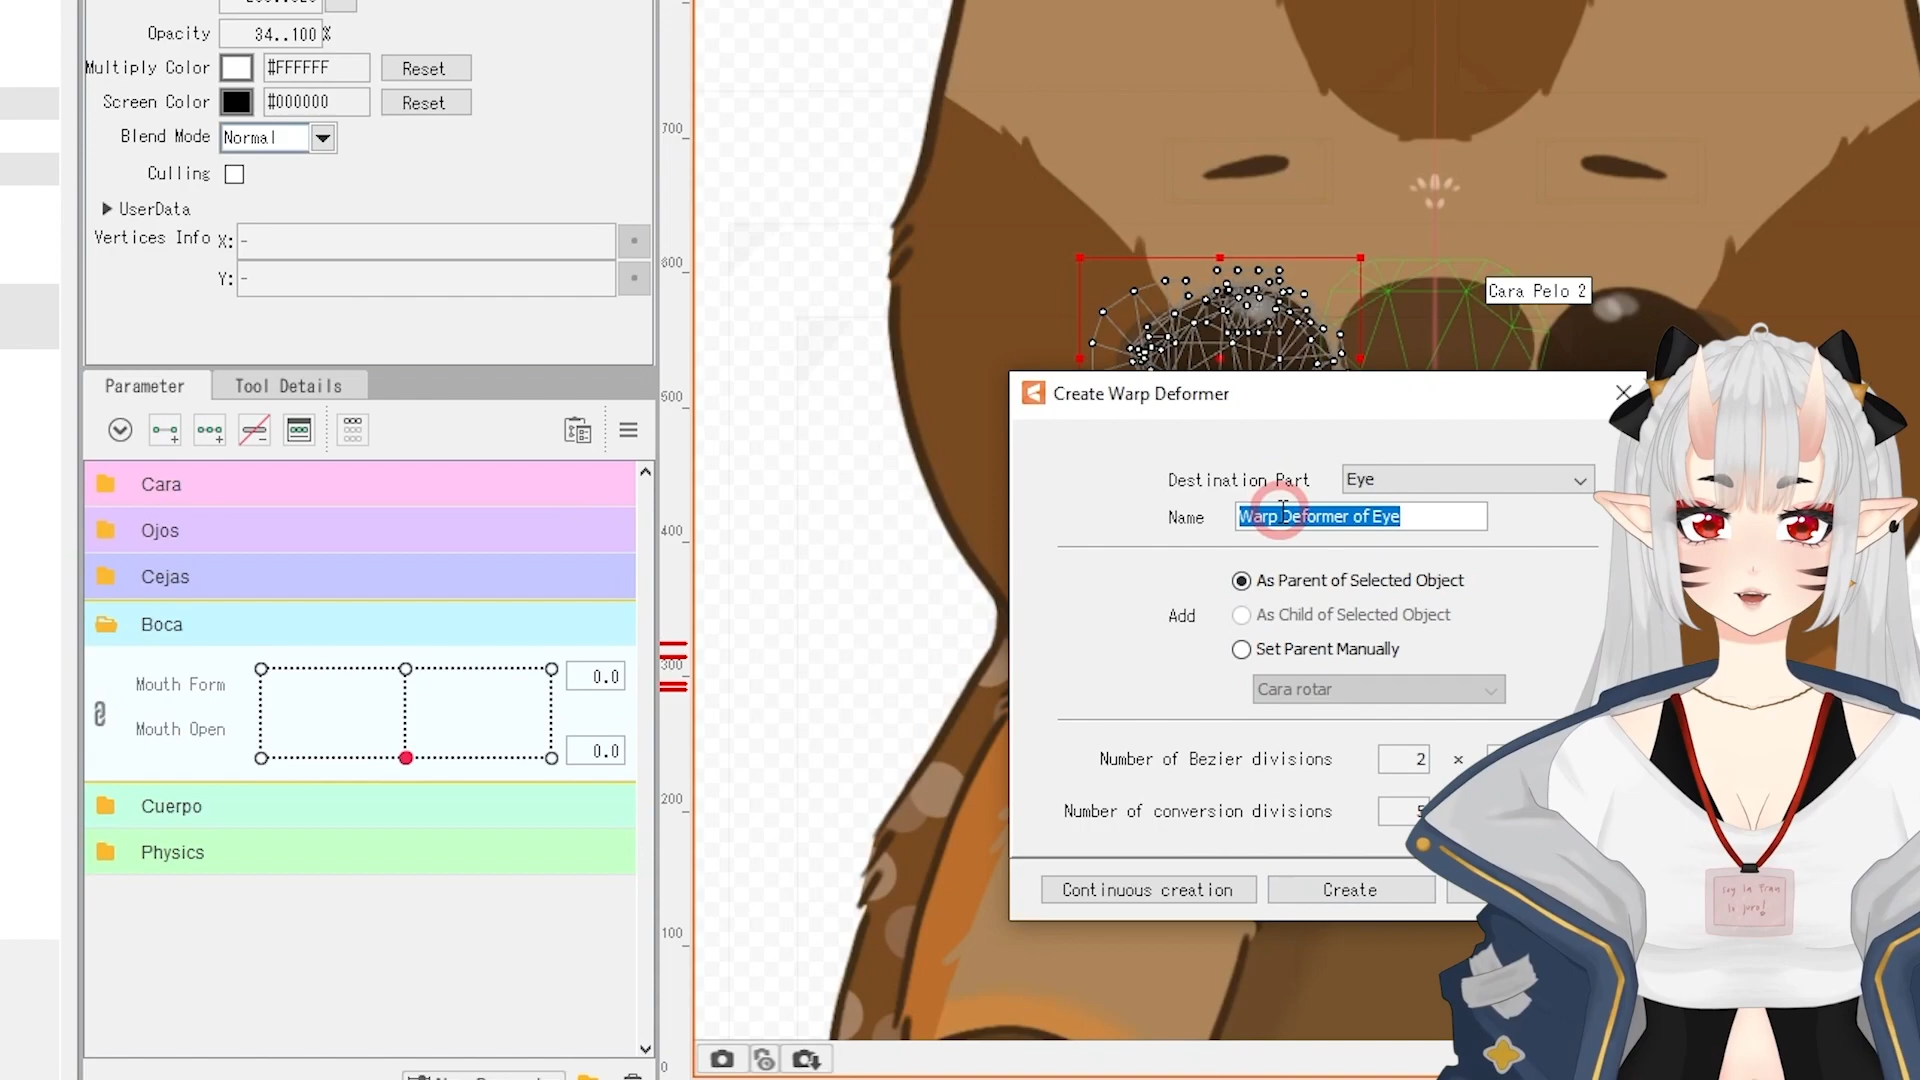 Opacity 34..100 %
Multiply Color #FFFFFF Reset
Screen Color #000000 Reset
Blend Mode Normal
Culling
UserData
Vertices Info X: -
Y: -
Parameter Tool Details
Cara
Ojos
Cejas
Boca
Mouth Form 0.0
Mouth Open 0.0
Cuerpo
Physics
700
600
500
400
300
200
100
0
Cara Pelo 2
Create Warp Deformer
Destination Part Eye
Name Warp Deformer of Eye
Add
As Parent of Selected Object
As Child of Selected Object
Set Parent Manually
Cara rotar
Number of Bezier divisions 2 ×
Number of conversion divisions 5
Continuous creation Create